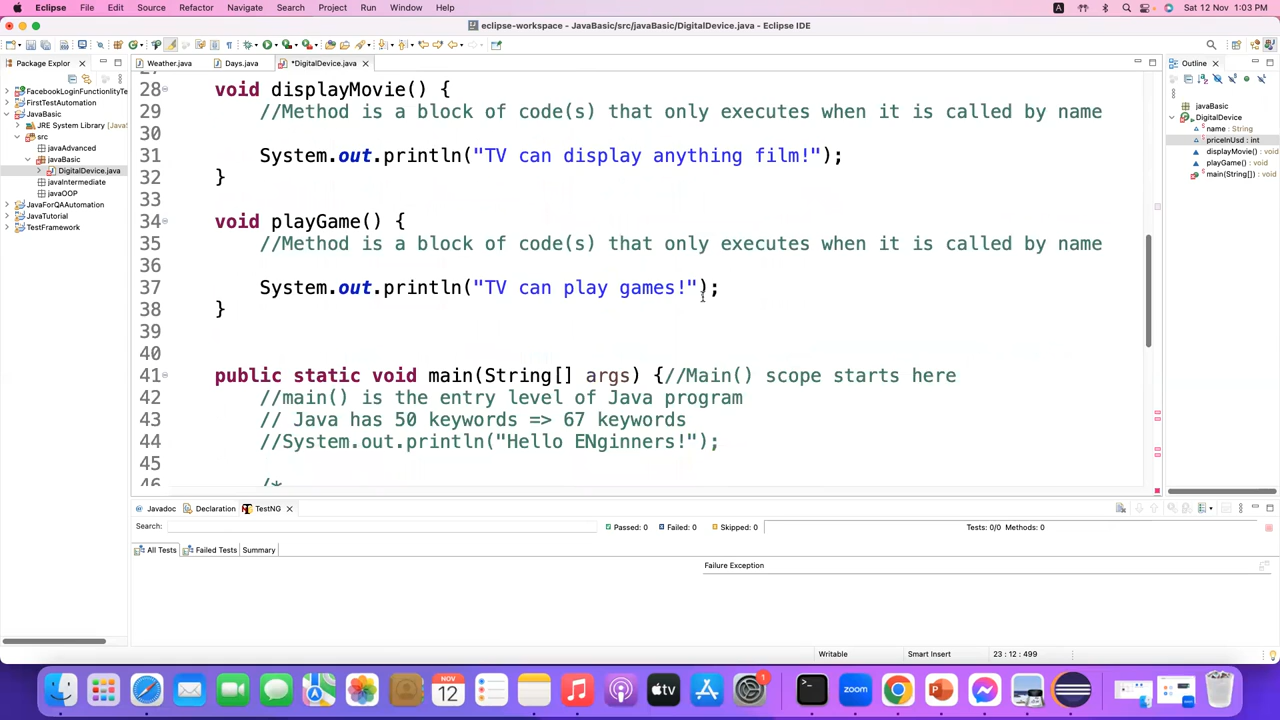 Eclipse File Edit Source Refactor Navigate Search Project Run Window Help A Sat 12 Nov 1:03 PM
eclipse-workspace - JavaBasic/src/javaBasic/DigitalDevice.java - Eclipse IDE
Package Explor
Weather.java Days.java *DigitalDevice.java
Outline
FacebookLoginFunctionlityTe
FirstTestAutomation
JavaBasic
JRE System Library [Java
src
javaAdvanced
javaBasic
DigitalDevice.java
javaIntermediate
javaOOP
JavaForQAAutomation
JavaTutorial
TestFramework
28 void displayMovie() {
29 //Method is a block of code(s) that only executes when it is called by name
30
31 System.out.println("TV can display anything film!");
32 }
33
34 void playGame() {
35 //Method is a block of code(s) that only executes when it is called by name
36
37 System.out.println("TV can play games!");
38 }
39
40
41 public static void main(String[] args) {//Main() scope starts here
42 //main() is the entry level of Java program
43 // Java has 50 keywords => 67 keywords
44 //System.out.println("Hello ENginners!");
45
46 /*
javaBasic
DigitalDevice
name : String
priceInUsd : int
displayMovie() : void
playGame() : void
main(String[]) : void
Javadoc Declaration TestNG
Search: Passed: 0 Failed: 0 Skipped: 0 Tests: 0/0 Methods: 0
All Tests Failed Tests Summary
Failure Exception
Writable Smart Insert 23 : 12 : 499
NOV
12
tv
1
zoom